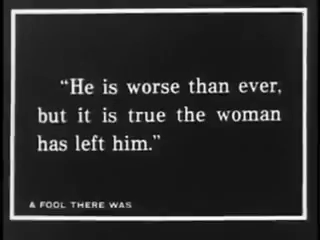 “He is worse than ever,
but it is true the woman
has left him.”
A FOOL THERE WAS